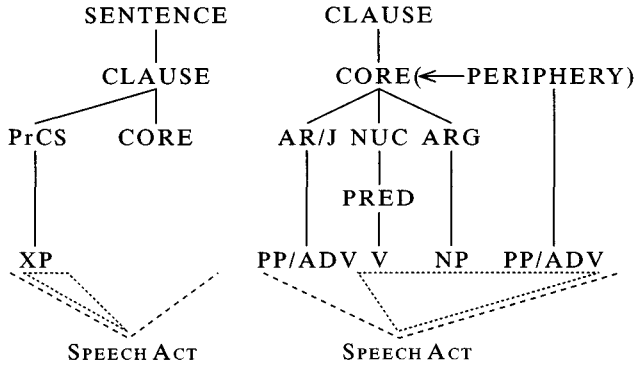 SENTENCE CLAUSE
CLAUSE CORE(←PERIPHERY)
PrCS CORE AR/J NUC ARG
PRED
XP PP/ADV V NP PP/ADV
SPEECH ACT SPEECH ACT